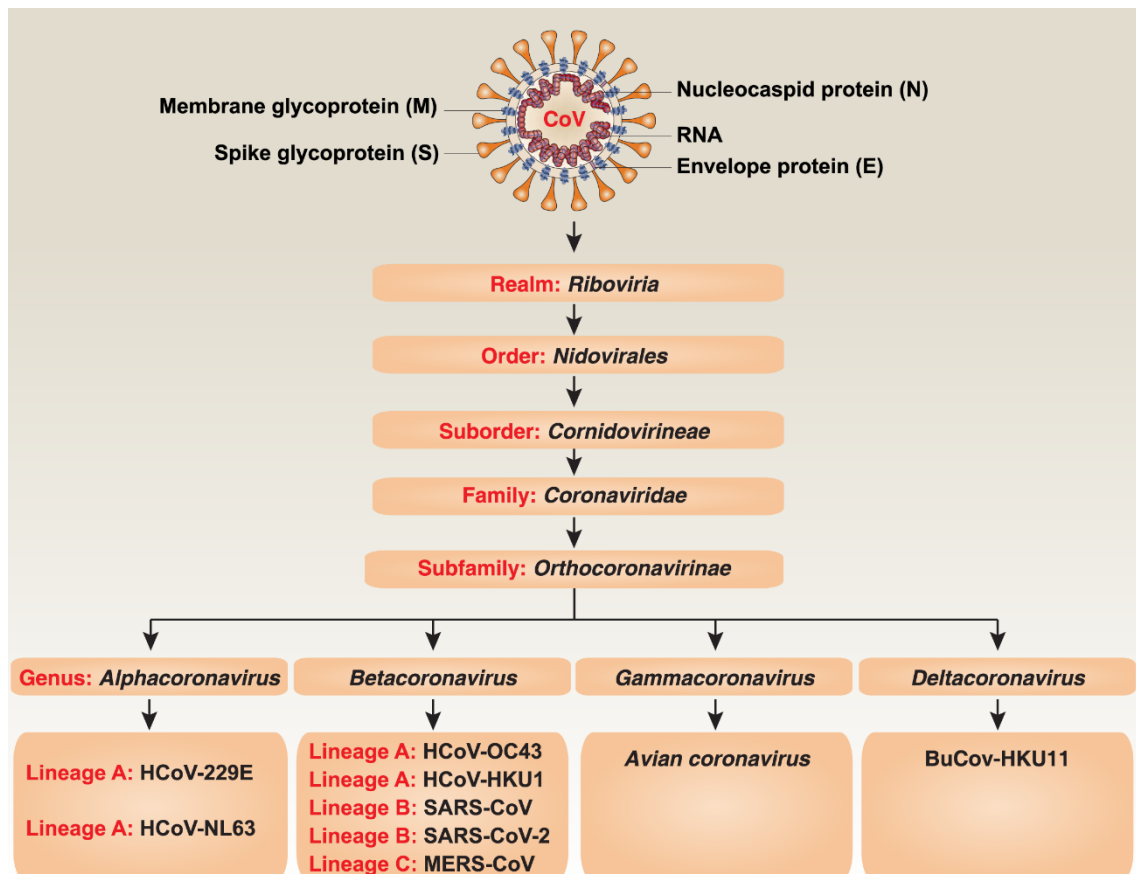 Membrane glycoprotein (M)
Spike glycoprotein (S)
CoV
Nucleocaspid protein (N)
RNA
Envelope protein (E)
Realm: Riboviria
Order: Nidovirales
Suborder: Cornidovirineae
Family: Coronaviridae
Subfamily: Orthocoronavirinae
Genus: Alphacoronavirus
Betacoronavirus
Gammacoronavirus
Deltacoronavirus
Lineage A: HCoV-229E
Lineage A: HCoV-NL63
Lineage A: HCoV-OC43
Lineage A: HCoV-HKU1
Lineage B: SARS-CoV
Lineage B: SARS-CoV-2
Lineage C: MERS-CoV
Avian coronavirus
BuCov-HKU11